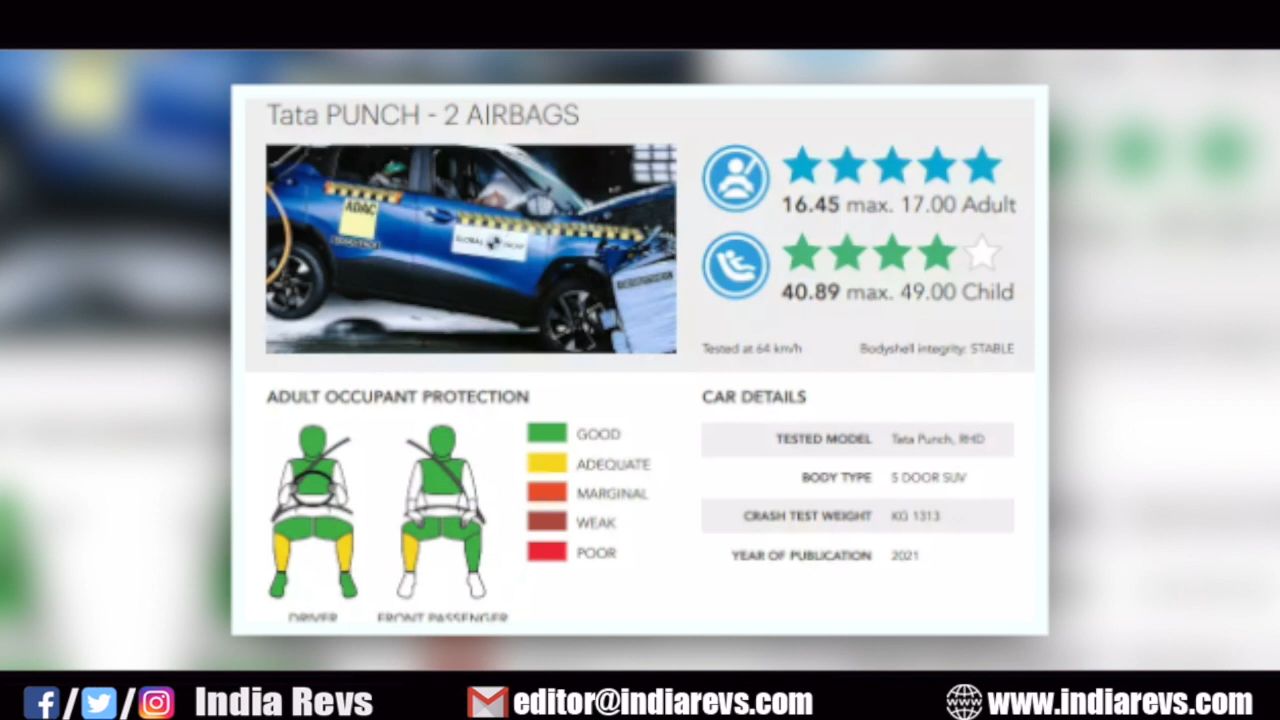 Tata PUNCH - 2 AIRBAGS
ADAC
GLOBAL NCAP
16.45 max. 17.00 Adult
40.89 max. 49.00 Child
Tested at 64 km/h
Bodyshell integrity: STABLE
ADULT OCCUPANT PROTECTION
GOOD
ADEQUATE
MARGINAL
WEAK
POOR
DRIVER
FRONT PASSENGER
CAR DETAILS
TESTED MODEL Tata Punch, RHD
BODY TYPE 5 DOOR SUV
CRASH TEST WEIGHT KG 1313
YEAR OF PUBLICATION 2021
India Revs
editor@indiarevs.com
www.indiarevs.com